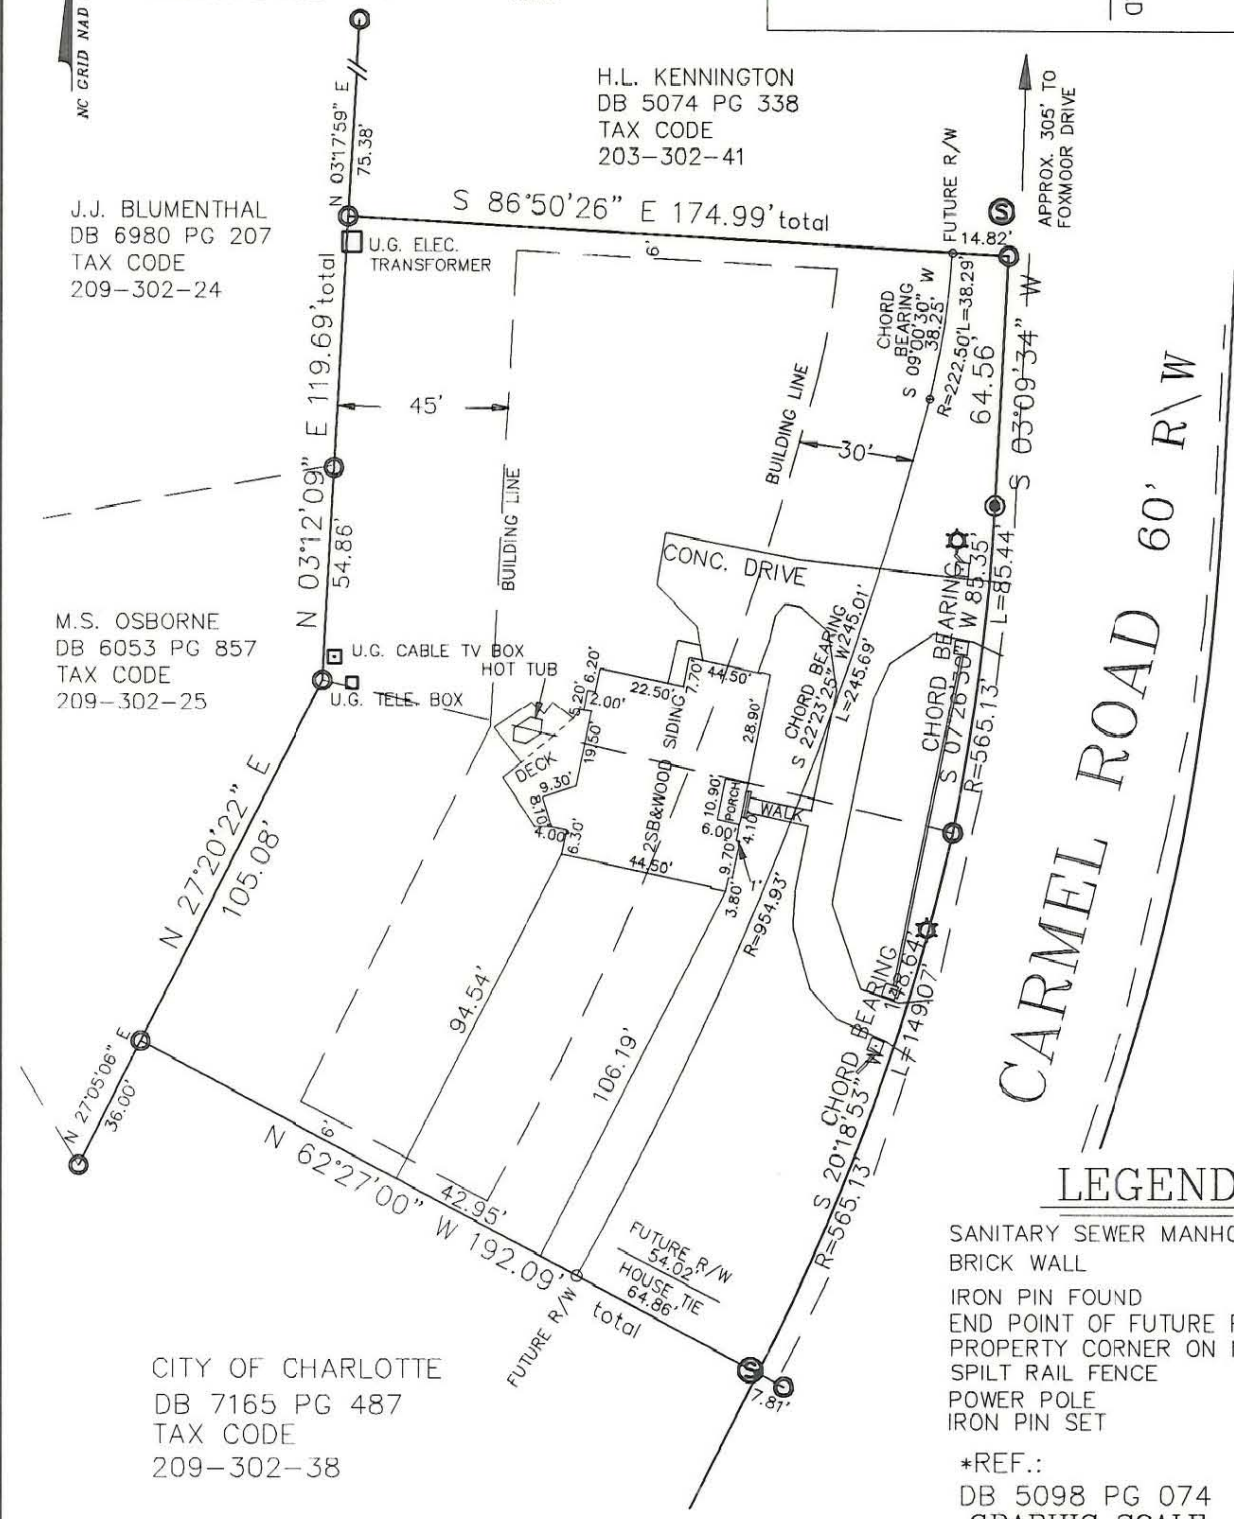 NC GRID NAD
H.L. KENNINGTON
DB 5074 PG 338
TAX CODE
203-302-41
APPROX. 305' TO
FOXMOOR DRIVE
N 03°17'59" E
75.38'
J.J. BLUMENTHAL
DB 6980 PG 207
TAX CODE
209-302-24
S 86°50'26" E 174.99' total
FUTURE R/W
14.82'
S
U.G. ELEC.
TRANSFORMER
6'
N 03°12'09" E 119.69' total
54.86'
45'
BUILDING LINE
BUILDING LINE
30'
CHORD
BEARING
S 09°00'30" W
38.25'
R=222.50'
L=38.29'
64.56'
S 03°09'34" W
CARMEL ROAD 60' R\W
CONC. DRIVE
M.S. OSBORNE
DB 6053 PG 857
TAX CODE
209-302-25
U.G. CABLE TV BOX
HOT TUB
U.G. TELE. BOX
CHORD BEARING
S 22°23'25" W 245.01'
L=245.69'
R=954.93'
CHORD BEARING
S 07°26'30" W 85.35'
R=565.13'
L=85.44'
5.20'
6.20'
2.00'
22.50'
7.70'
44.50'
28.90'
19.50'
DECK
9.30'
8.10'
4.00'
6.30'
2SB&WOOD SIDING
10.90'
PORCH
6.00'
4.10'
WALK
44.50'
9.70'
3.80'
1'
N 27°20'22" E
105.08'
94.54'
106.19'
CHORD BEARING
S 20°18'53" W
148.64'
R=565.13'
L=149.07'
N 27°05'06" E
36.00'
6'
N 62°27'00" W 192.09' total
42.95'
FUTURE R/W
54.02'
HOUSE TIE
64.86'
FUTURE R/W
S
7.81'
CITY OF CHARLOTTE
DB 7165 PG 487
TAX CODE
209-302-38
LEGEND
SANITARY SEWER
BRICK WALL
IRON PIN FOUND
END POINT OF FUTURE
PROPERTY CORNER ON
SPILT RAIL FENCE
POWER POLE
IRON PIN SET
*REF.:
DB 5098 PG 074
GRAPHIC SCALE